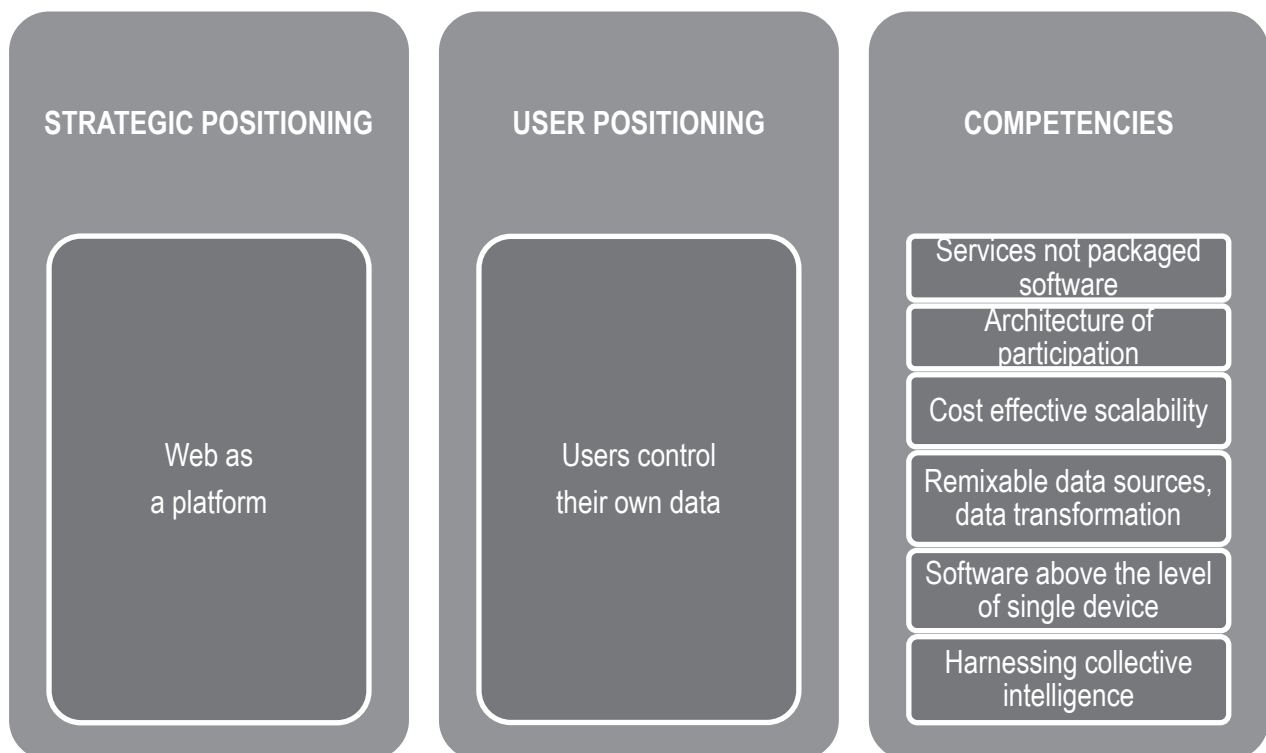 STRATEGIC POSITIONING
Web as
a platform
USER POSITIONING
Users control
their own data
COMPETENCIES
Services not packaged
software
Architecture of
participation
Cost effective scalability
Remixable data sources,
data transformation
Software above the level
of single device
Harnessing collective
intelligence